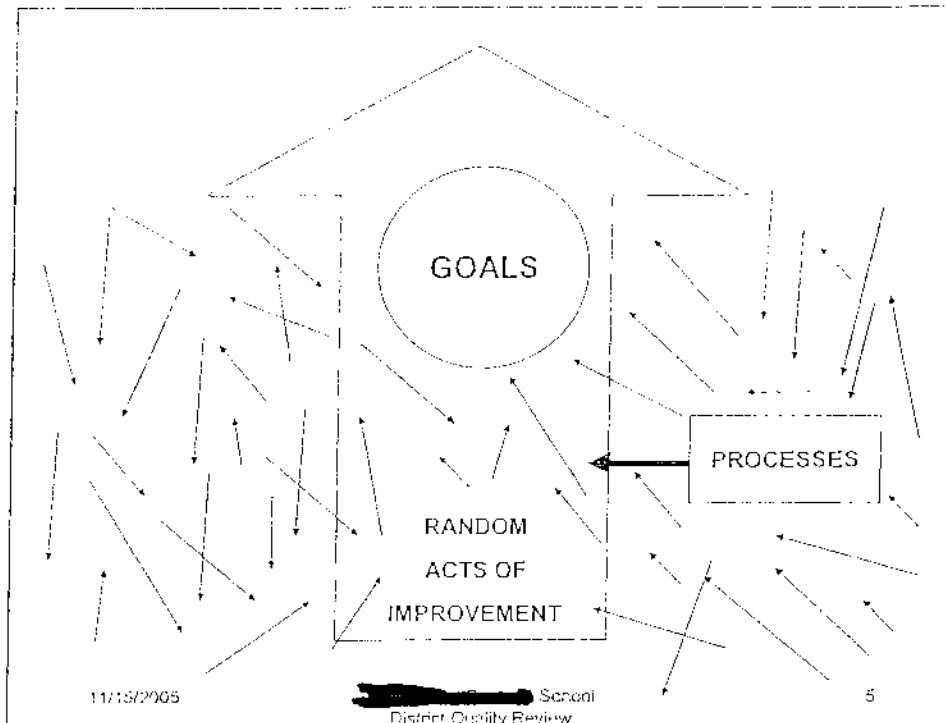 GOALS
PROCESSES
RANDOM
ACTS OF
IMPROVEMENT
11/15/2005
School
5
District Quality Review